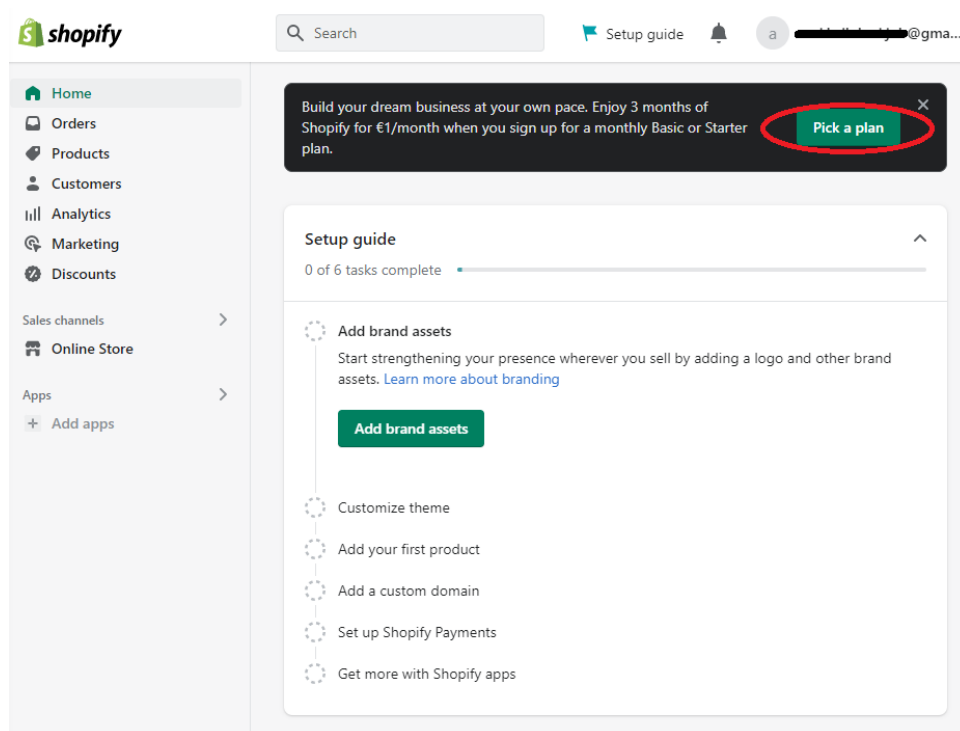 shopify
Search
Setup guide
a
@gma...
Home
Orders
Products
Customers
Analytics
Marketing
Discounts
Sales channels
Online Store
Apps
+ Add apps
Build your dream business at your own pace. Enjoy 3 months of
Shopify for €1/month when you sign up for a monthly Basic or Starter
plan.
Pick a plan
Setup guide
0 of 6 tasks complete
Add brand assets
Start strengthening your presence wherever you sell by adding a logo and other brand
assets. Learn more about branding
Add brand assets
Customize theme
Add your first product
Add a custom domain
Set up Shopify Payments
Get more with Shopify apps